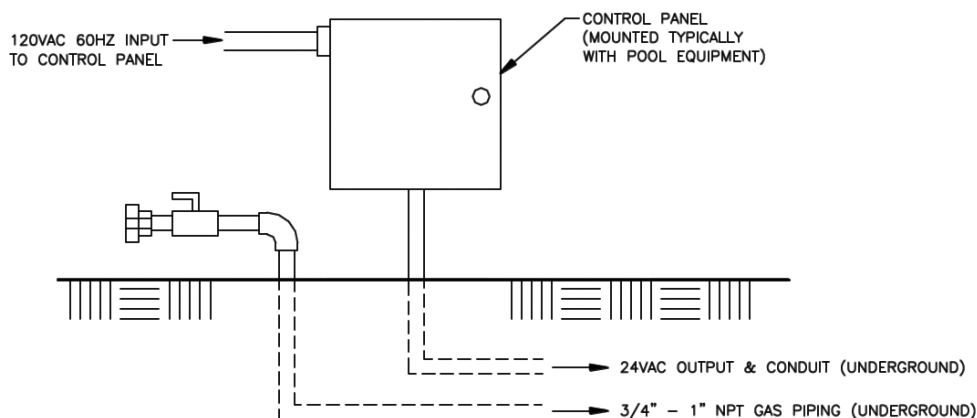 120VAC 60HZ INPUT
TO CONTROL PANEL
CONTROL PANEL
(MOUNTED TYPICALLY
WITH POOL EQUIPMENT)
24VAC OUTPUT & CONDUIT (UNDERGROUND)
3/4" - 1" NPT GAS PIPING (UNDERGROUND)